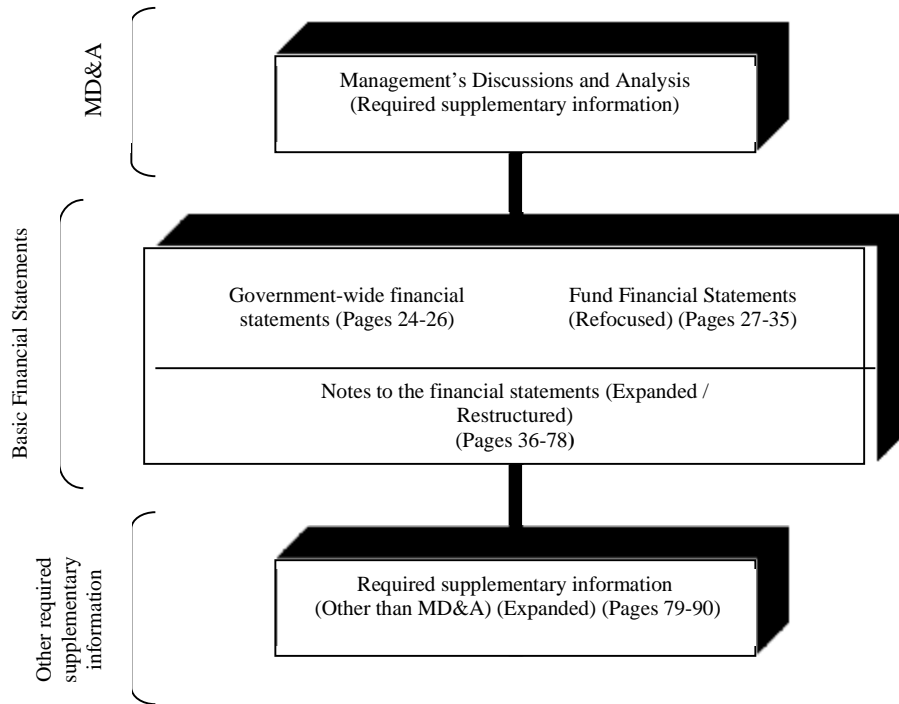 MD&A
Management’s Discussions and Analysis
(Required supplementary information)
Basic Financial Statements
Government-wide financial
statements (Pages 24-26)
Fund Financial Statements
(Refocused) (Pages 27-35)
Notes to the financial statements (Expanded /
Restructured)
(Pages 36-78)
Other required
supplementary
information
Required supplementary information
(Other than MD&A) (Expanded) (Pages 79-90)